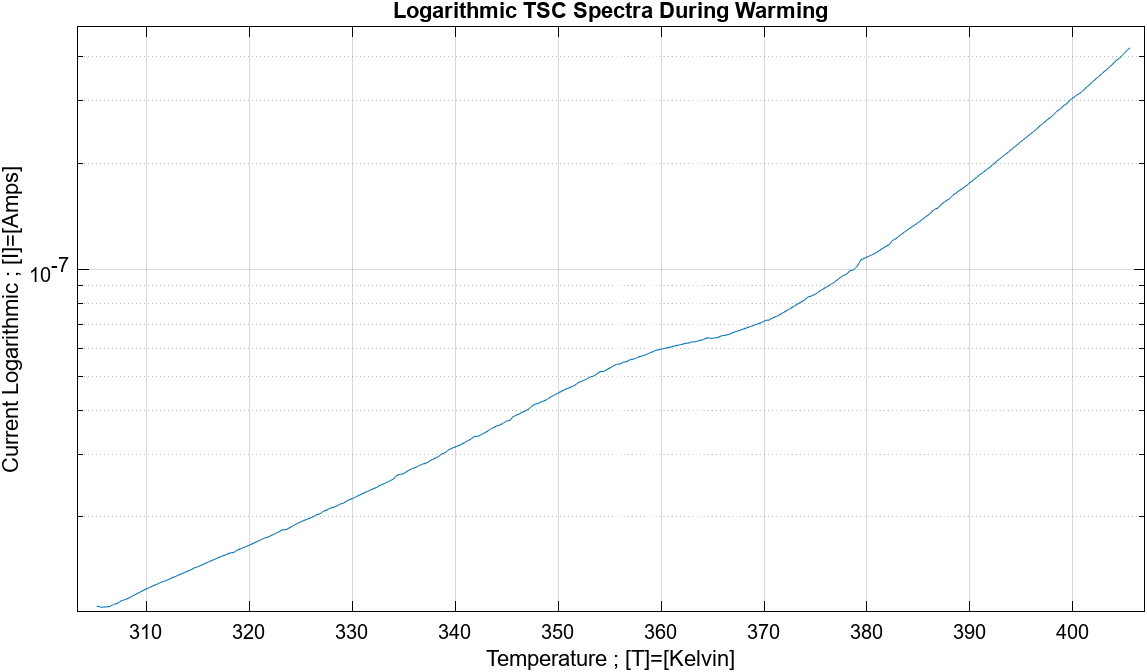 Logarithmic TSC Spectra During Warming
Current Logarithmic ; [I]=[Amps]
10-7
310 320 330 340 350 360 370 380 390 400
Temperature ; [T]=[Kelvin]